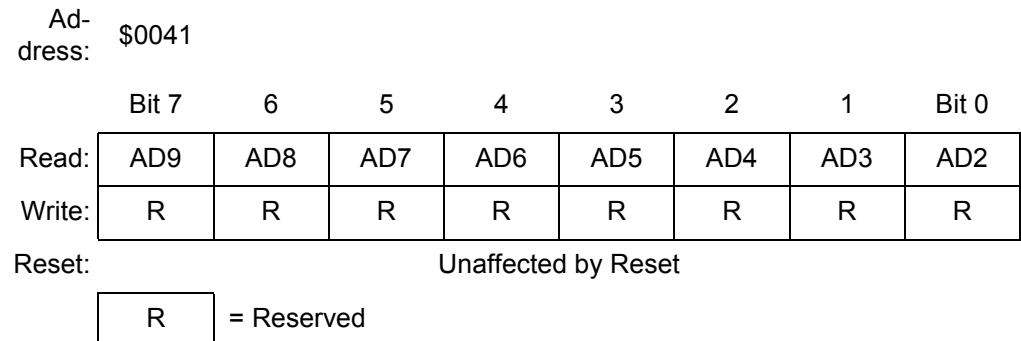 Ad-
dress: $0041
Bit 7 6 5 4 3 2 1 Bit 0
Read: AD9 AD8 AD7 AD6 AD5 AD4 AD3 AD2
Write: R R R R R R R R
Reset: Unaffected by Reset
R = Reserved